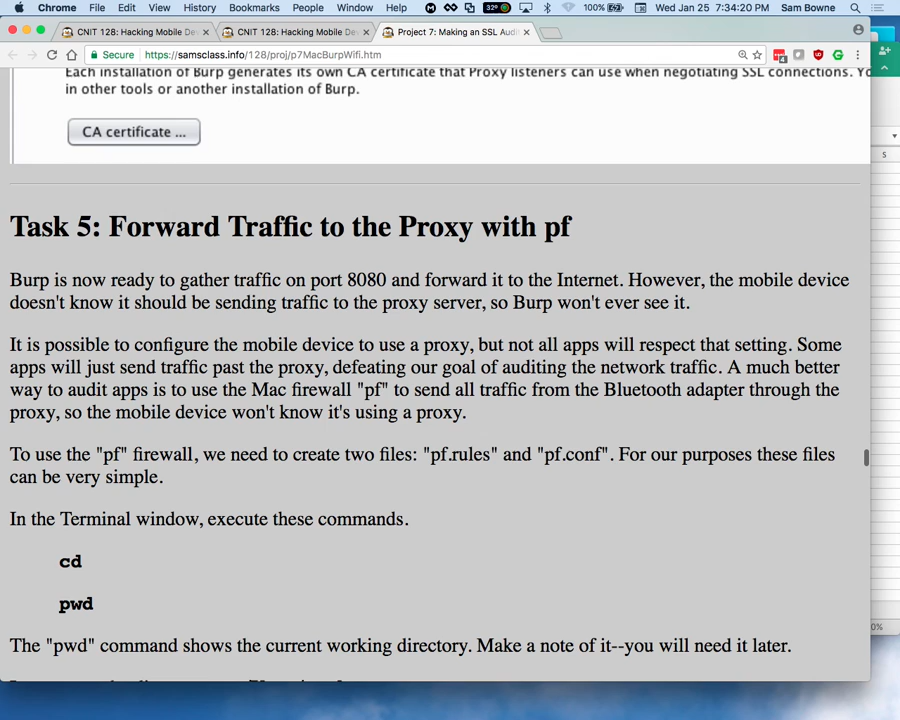 Chrome File Edit View History Bookmarks People Window Help 32° 100% Wed Jan 25 7:34:20 PM Sam Bowne
CNIT 128: Hacking Mobile De × CNIT 128: Hacking Mobile De × Project 7: Making an SSL Audi ×
Secure https://samsclass.info/128/proj/p7MacBurpWifi.htm
Each installation of Burp generates its own CA certificate that Proxy listeners can use when negotiating SSL connections. Yo
in other tools or another installation of Burp.
CA certificate ...
S
Task 5: Forward Traffic to the Proxy with pf
Burp is now ready to gather traffic on port 8080 and forward it to the Internet. However, the mobile device
doesn't know it should be sending traffic to the proxy server, so Burp won't ever see it.
It is possible to configure the mobile device to use a proxy, but not all apps will respect that setting. Some
apps will just send traffic past the proxy, defeating our goal of auditing the network traffic. A much better
way to audit apps is to use the Mac firewall "pf" to send all traffic from the Bluetooth adapter through the
proxy, so the mobile device won't know it's using a proxy.
To use the "pf" firewall, we need to create two files: "pf.rules" and "pf.conf". For our purposes these files
can be very simple.
In the Terminal window, execute these commands.
cd
pwd
The "pwd" command shows the current working directory. Make a note of it--you will need it later.